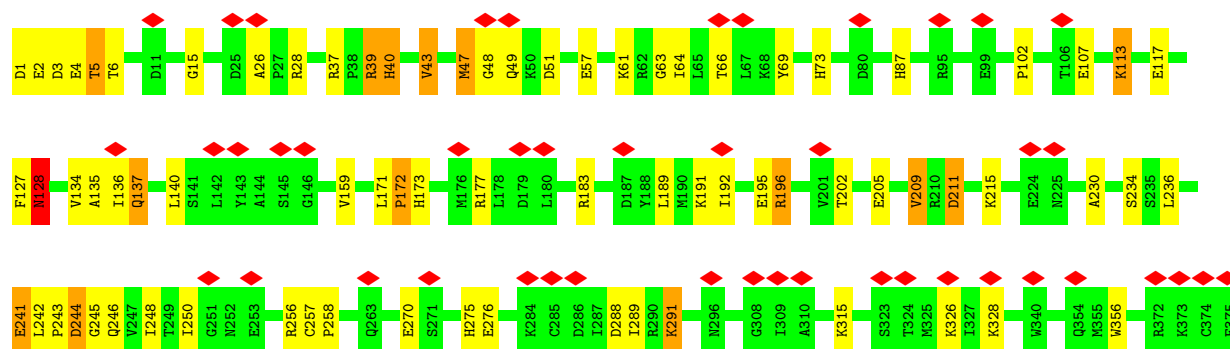 D1 E2 D3 E4 T5 T6 D11 G15 D25 A26 P27 R28 R37 P38 R39 H40 V43 M47 G48 Q49 K50 D51 E57 K61 R62 G63 I64 L65 T66 L67 K68 Y69 H73 D80 H87 R95 E99 P102 T106 E107 K113 E117
F127 N128 V134 A135 I136 Q137 L140 S141 L142 Y143 A144 S145 G146 V159 L171 P172 H173 M176 R177 L178 D179 L180 R183 D187 Y188 L189 M190 K191 I192 E195 R196 V201 T202 E205 V209 R210 D211 K215 E224 N225 A230 S234 S235 L236
E241 L242 P243 D244 G245 Q246 V247 I248 T249 I250 G251 N252 E253 R256 C257 P258 Q263 E270 S271 H275 E276 K284 C285 D286 I287 D288 I289 R290 K291 N296 G308 I309 A310 K315 S323 T324 M325 K326 I327 K328 W340 Q354 M355 W356 R372 K373 C374 F375